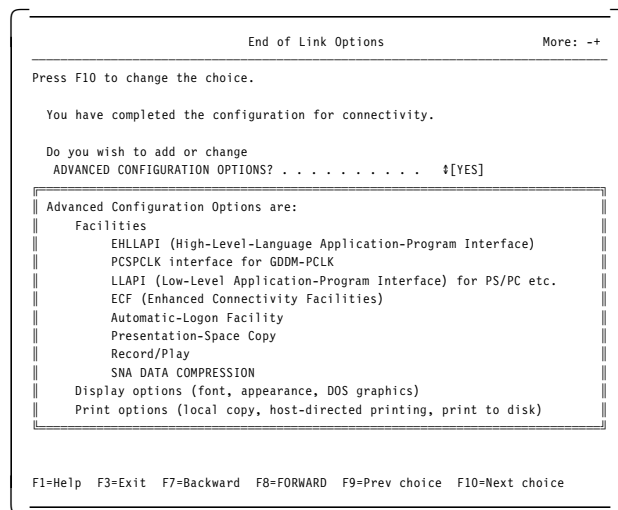 End of Link Options More: -+
Press F10 to change the choice.
You have completed the configuration for connectivity.
Do you wish to add or change
ADVANCED CONFIGURATION OPTIONS? . . . . . . . . . . ⇕[YES]
Advanced Configuration Options are:
Facilities
EHLLAPI (High-Level-Language Application-Program Interface)
PCSPCLK interface for GDDM-PCLK
LLAPI (Low-Level Application-Program Interface) for PS/PC etc.
ECF (Enhanced Connectivity Facilities)
Automatic-Logon Facility
Presentation-Space Copy
Record/Play
SNA DATA COMPRESSION
Display options (font, appearance, DOS graphics)
Print options (local copy, host-directed printing, print to disk)
F1=Help F3=Exit F7=Backward F8=FORWARD F9=Prev choice F10=Next choice